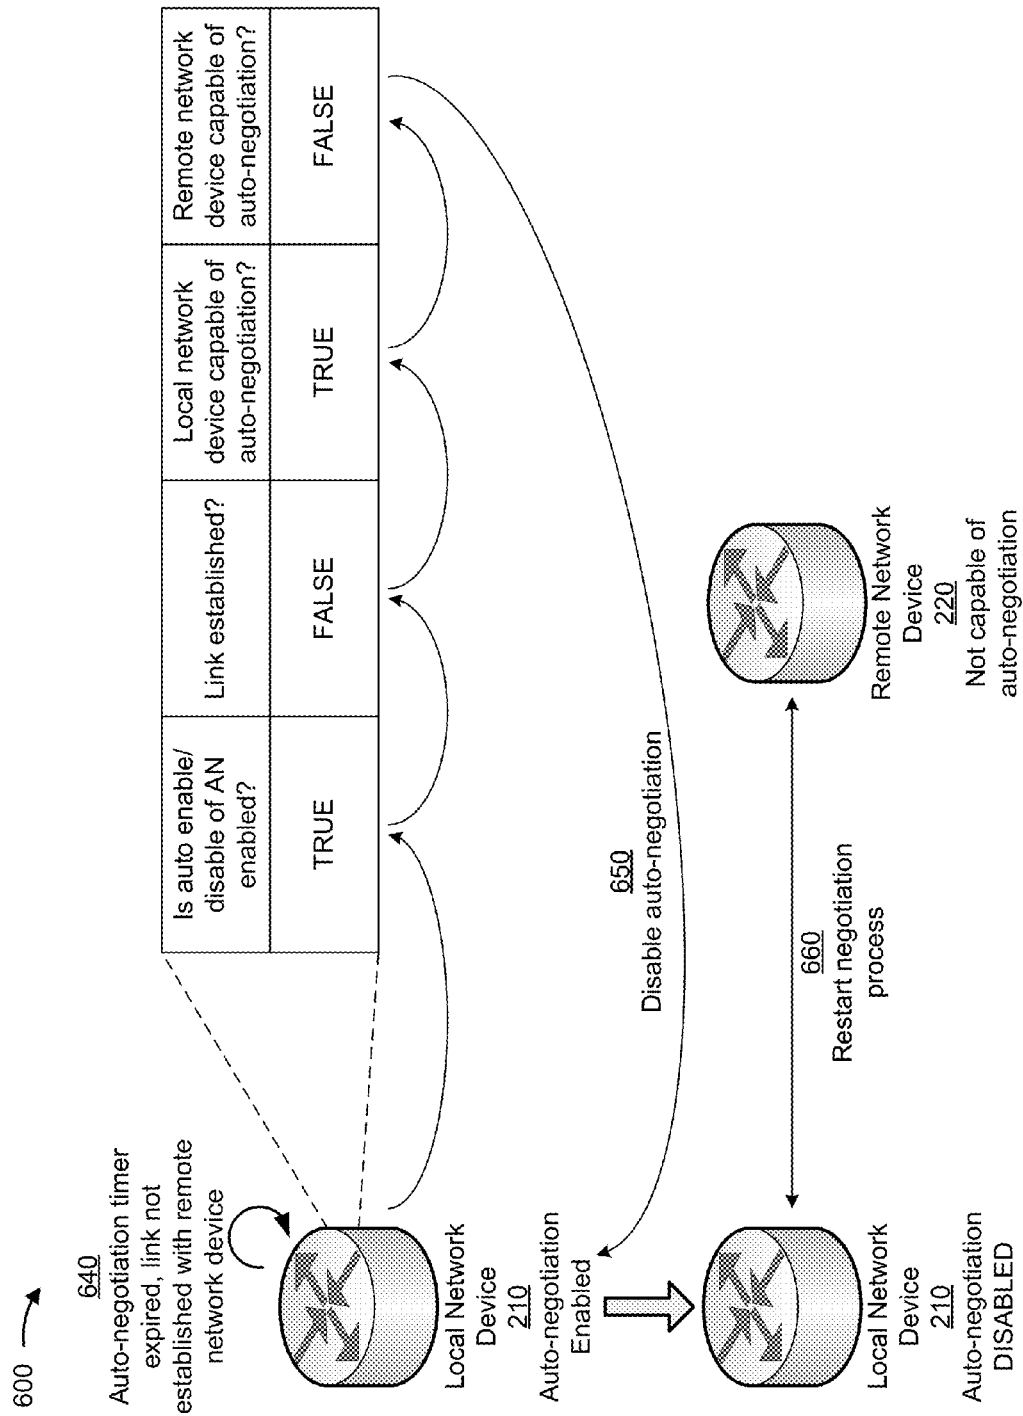 600
640
Auto-negotiation timer
expired, link not
established with remote
network device
Is auto enable/
disable of AN
enabled?
Link established?
Local network
device capable of
auto-negotiation?
Remote network
device capable of
auto-negotiation?
TRUE
FALSE
TRUE
FALSE
Local Network
Device
210
Auto-negotiation
Enabled
650
Disable auto-negotiation
Local Network
Device
210
Auto-negotiation
DISABLED
660
Restart negotiation
process
Remote Network
Device
220
Not capable of
auto-negotiation